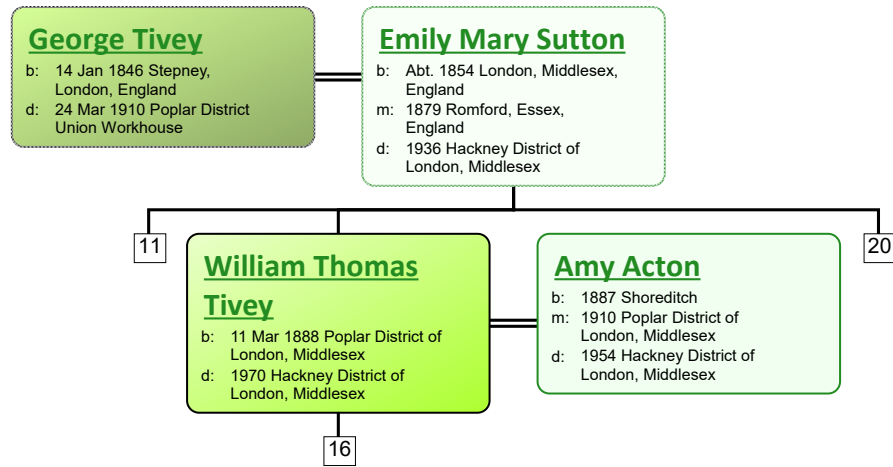 George Tivey
b: 14 Jan 1846 Stepney,
London, England
d: 24 Mar 1910 Poplar District
Union Workhouse
Emily Mary Sutton
b: Abt. 1854 London, Middlesex,
England
m: 1879 Romford, Essex,
England
d: 1936 Hackney District of
London, Middlesex
11
20
William Thomas
Tivey
b: 11 Mar 1888 Poplar District of
London, Middlesex
d: 1970 Hackney District of
London, Middlesex
Amy Acton
b: 1887 Shoreditch
m: 1910 Poplar District of
London, Middlesex
d: 1954 Hackney District of
London, Middlesex
16